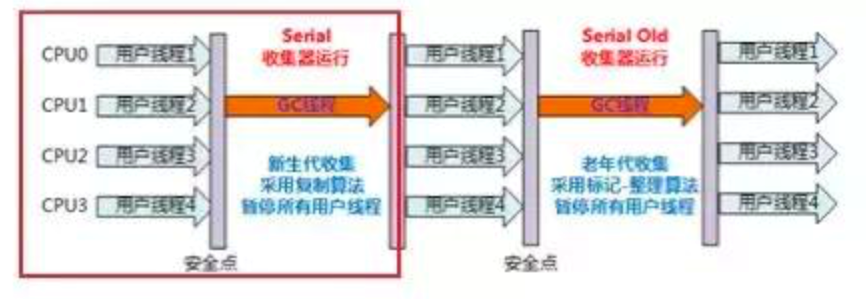 Serial
收集器运行
Serial Old
收集器运行
CPU0 用户线程1 用户线程1 用户线程1
CPU1 用户线程2 GC线程 用户线程2 GC线程 用户线程2
CPU2 用户线程3 用户线程3 用户线程3
CPU3 用户线程4 用户线程4 用户线程4
新生代收集
采用复制算法
暂停所有用户线程
老年代收集
采用标记-整理算法
暂停所有用户线程
安全点
安全点